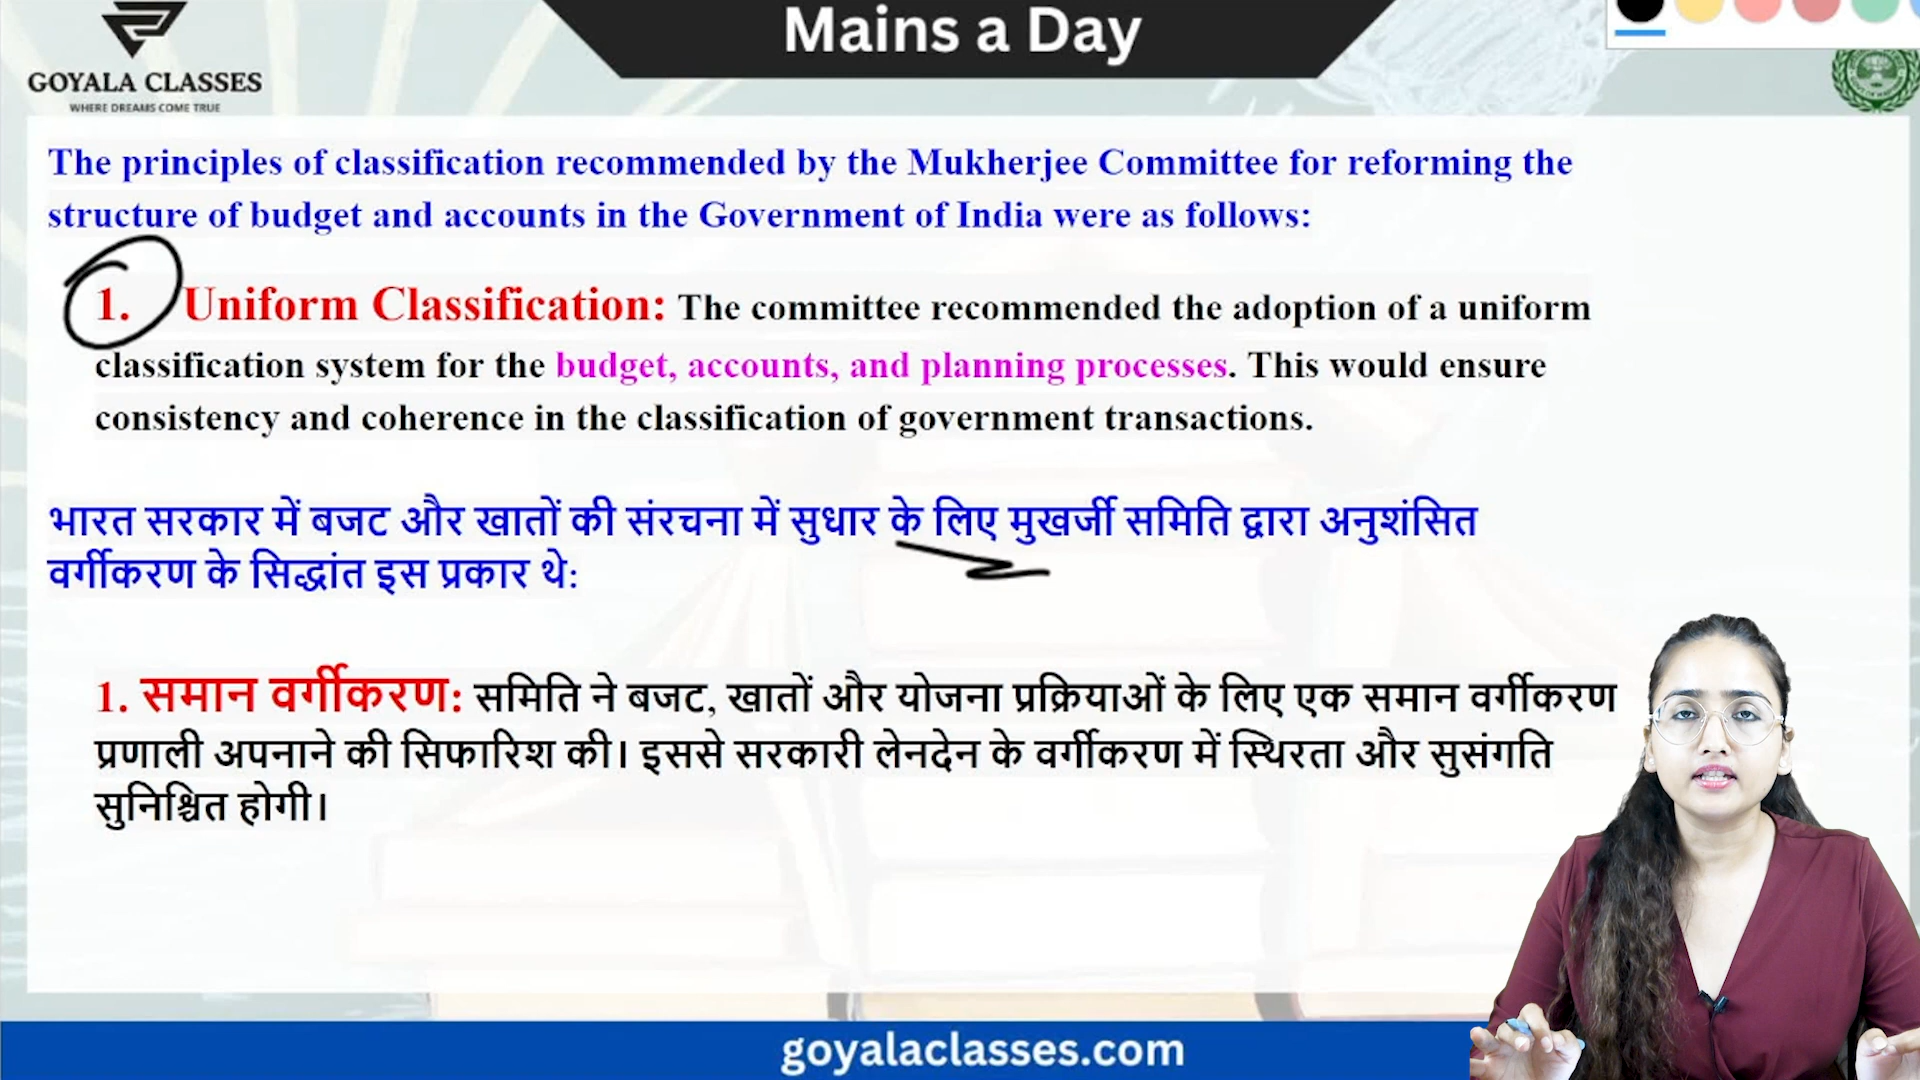 Mains a Day
GOYALA CLASSES
WHERE DREAMS COME TRUE
The principles of classification recommended by the Mukherjee Committee for reforming the
structure of budget and accounts in the Government of India were as follows:
1. Uniform Classification: The committee recommended the adoption of a uniform
classification system for the budget, accounts, and planning processes. This would ensure
consistency and coherence in the classification of government transactions.
भारत सरकार में बजट और खातों की संरचना में सुधार के लिए मुखर्जी समिति द्वारा अनुशंसित
वर्गीकरण के सिद्धांत इस प्रकार थे:
1. समान वर्गीकरण: समिति ने बजट, खातों और योजना प्रक्रियाओं के लिए एक समान वर्गीकरण
प्रणाली अपनाने की सिफारिश की। इससे सरकारी लेनदेन के वर्गीकरण में स्थिरता और सुसंगति
सुनिश्चित होगी।
goyalaclasses.com